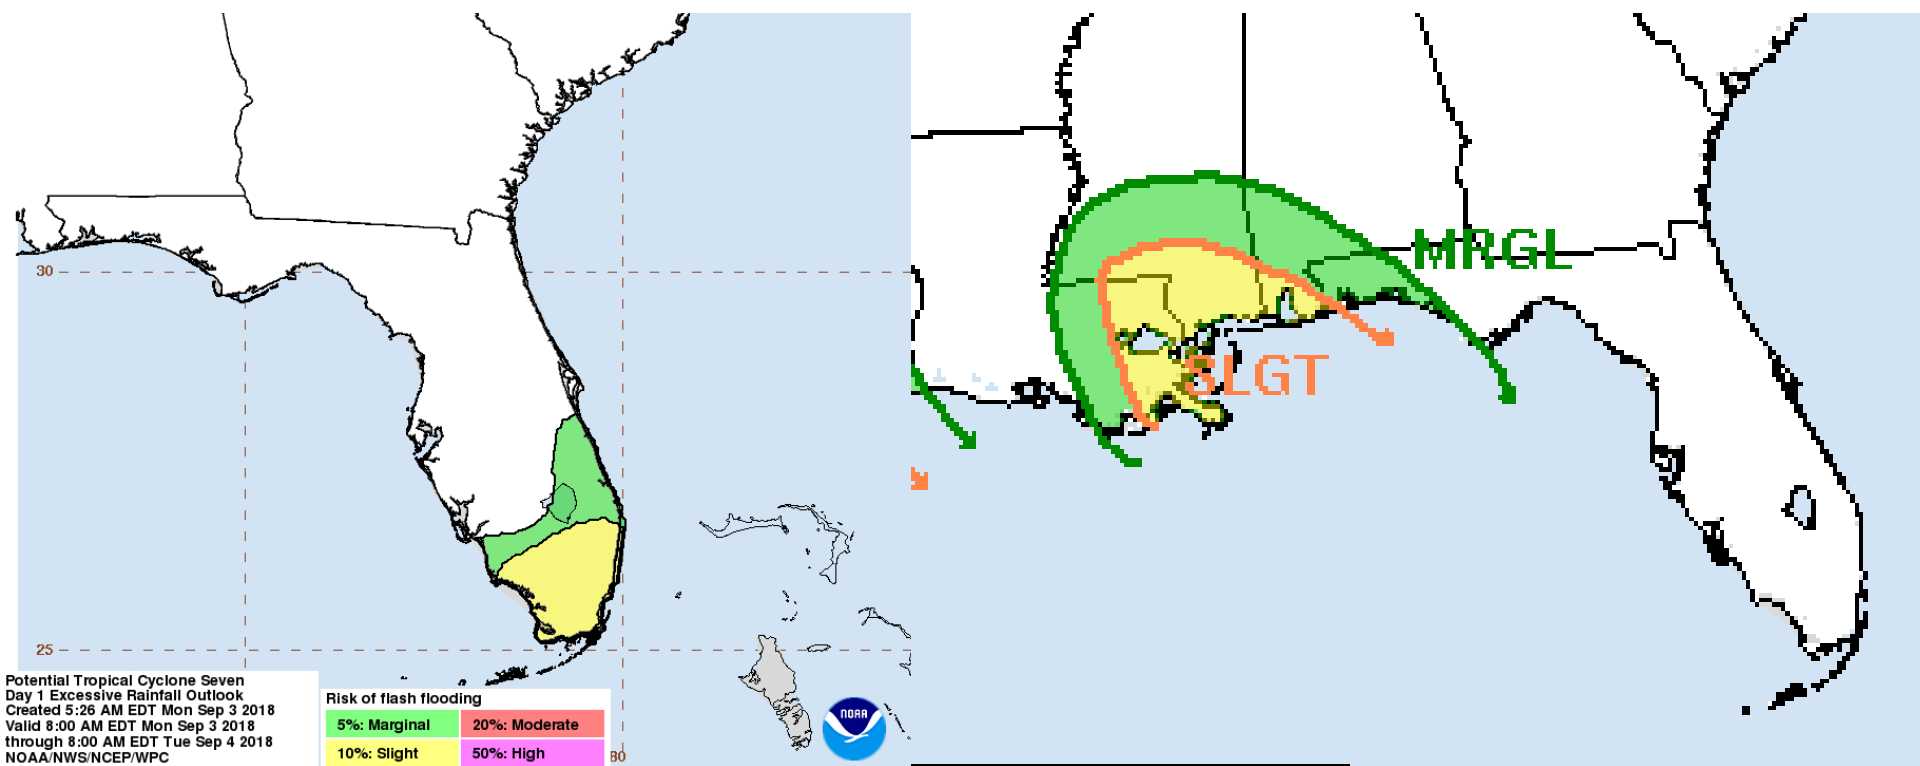 30
25
80
Potential Tropical Cyclone Seven
Day 1 Excessive Rainfall Outlook
Created 5:26 AM EDT Mon Sep 3 2018
Valid 8:00 AM EDT Mon Sep 3 2018
through 8:00 AM EDT Tue Sep 4 2018
NOAA/NWS/NCEP/WPC
Risk of flash flooding
5%: Marginal
20%: Moderate
10%: Slight
50%: High
NOAA
MRGL
SLGT